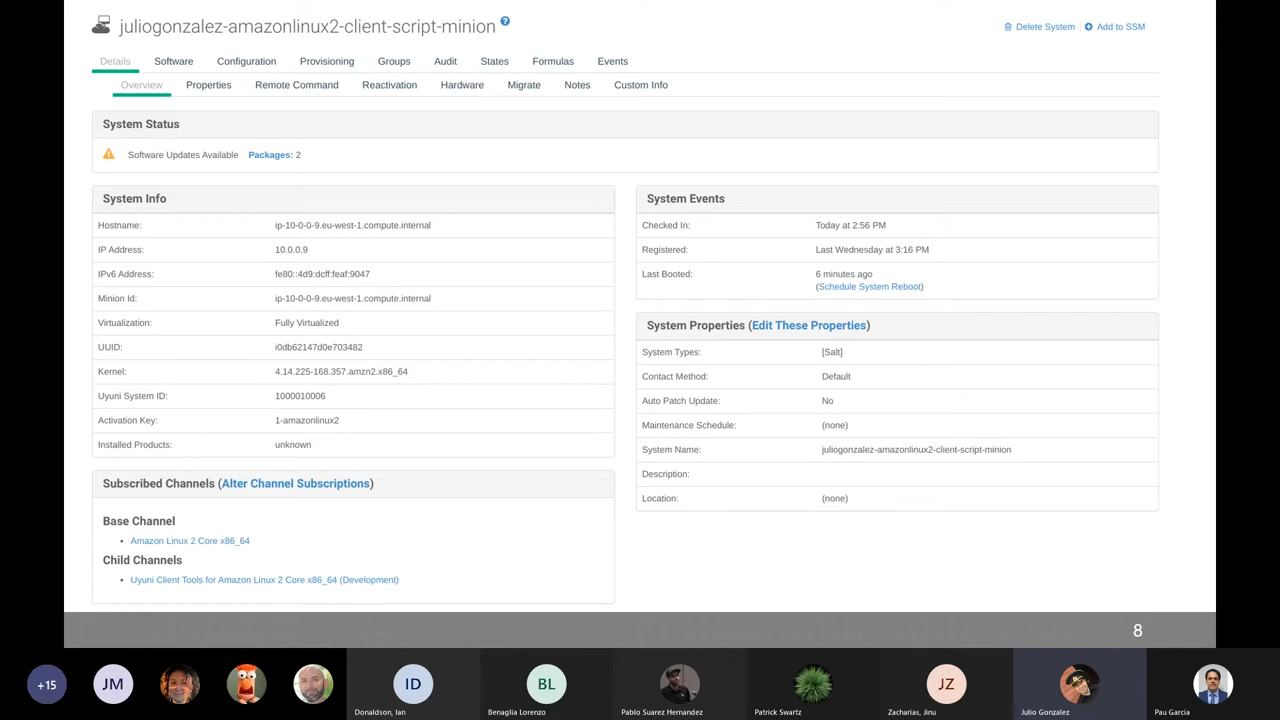 juliogonzalez-amazonlinux2-client-script-minion ?
Delete System Add to SSM
Details Software Configuration Provisioning Groups Audit States Formulas Events
Overview Properties Remote Command Reactivation Hardware Migrate Notes Custom Info
System Status
Software Updates Available Packages: 2
System Info
Hostname: ip-10-0-0-9.eu-west-1.compute.internal
IP Address: 10.0.0.9
IPv6 Address: fe80::4d9:dcff:feaf:9047
Minion Id: ip-10-0-0-9.eu-west-1.compute.internal
Virtualization: Fully Virtualized
UUID: i0db62147d0e703482
Kernel: 4.14.225-168.357.amzn2.x86_64
Uyuni System ID: 1000010006
Activation Key: 1-amazonlinux2
Installed Products: unknown
Subscribed Channels (Alter Channel Subscriptions)
Base Channel
• Amazon Linux 2 Core x86_64
Child Channels
• Uyuni Client Tools for Amazon Linux 2 Core x86_64 (Development)
System Events
Checked In: Today at 2:56 PM
Registered: Last Wednesday at 3:16 PM
Last Booted: 6 minutes ago
(Schedule System Reboot)
System Properties (Edit These Properties)
System Types: [Salt]
Contact Method: Default
Auto Patch Update: No
Maintenance Schedule: (none)
System Name: juliogonzalez-amazonlinux2-client-script-minion
Description:
Location: (none)
8
+15 JM ID BL JZ
Donaldson, Ian Benaglia Lorenzo Pablo Suarez Hernandez Patrick Swartz Zacharias, Jinu Julio Gonzalez Pau Garcia